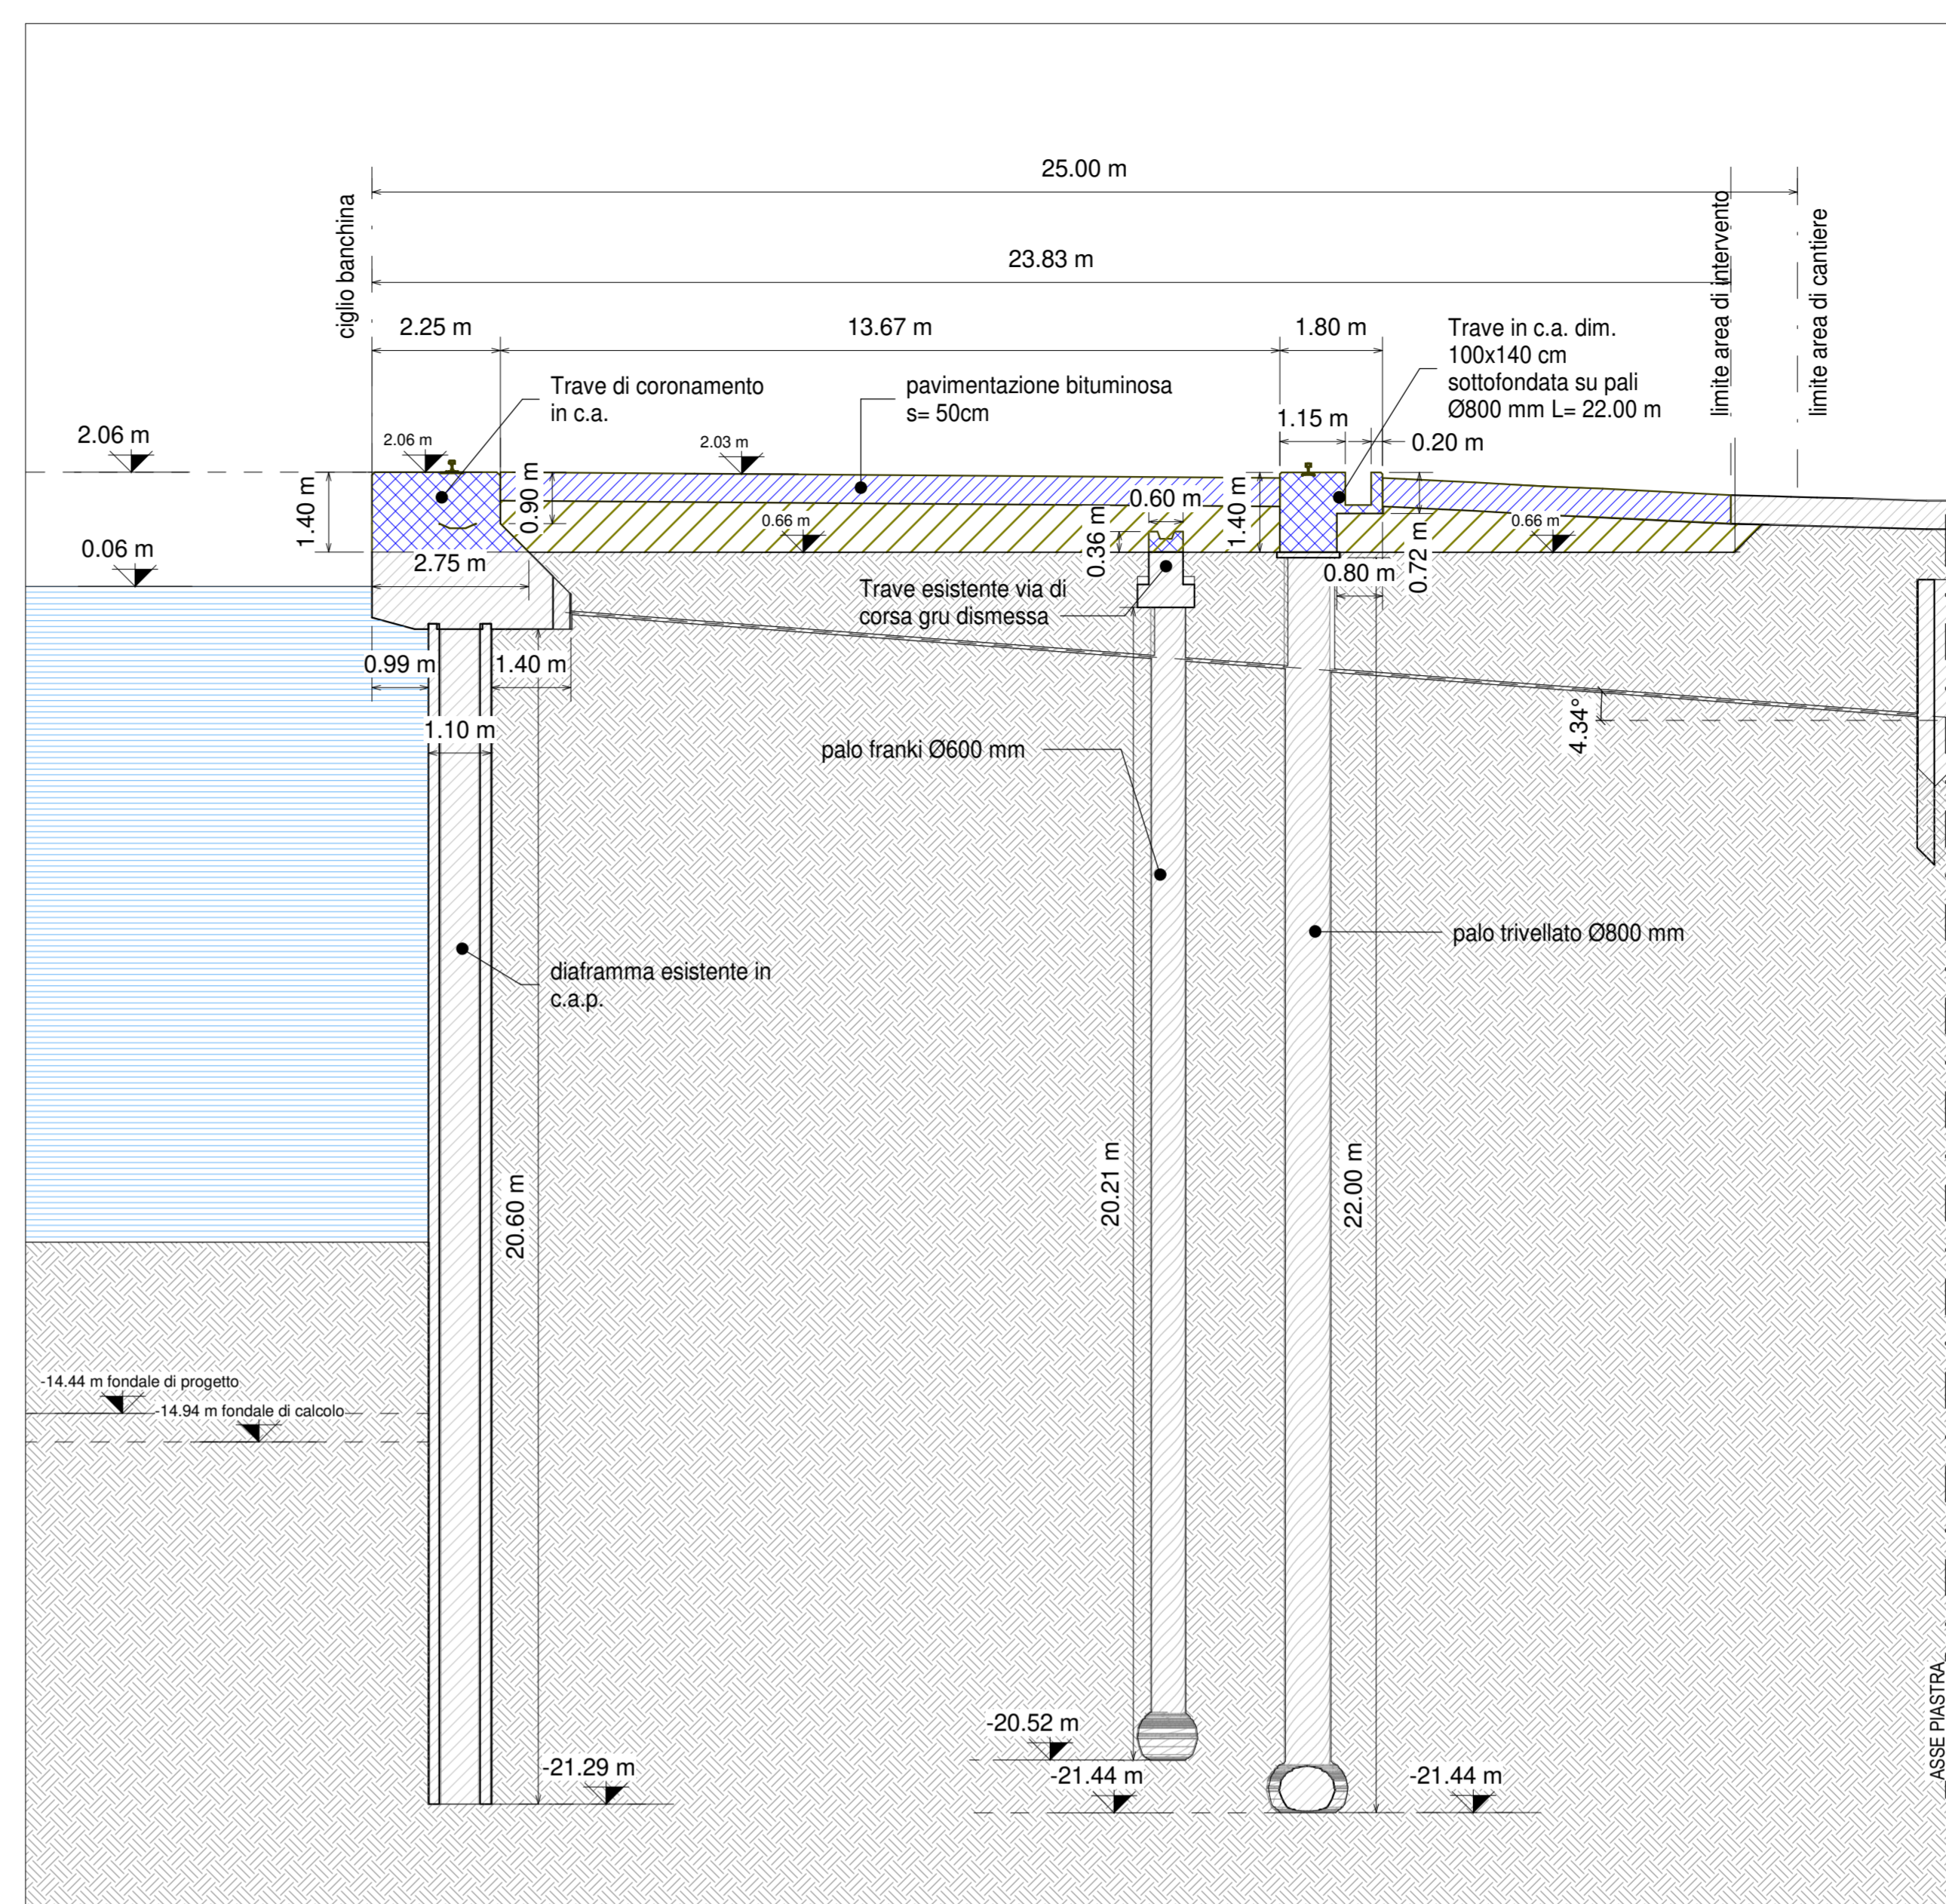 25.00 m
23.83 m
ciglio banchina
limite area di intervento
limite area di cantiere
2.25 m
13.67 m
1.80 m
Trave in c.a. dim.
100x140 cm
sottofondata su pali
Ø800 mm L= 22.00 m
Trave di coronamento
in c.a.
pavimentazione bituminosa
s= 50cm
1.15 m
0.20 m
2.06 m
2.06 m
2.03 m
1.40 m
0.90 m
0.60 m
1.40 m
0.36 m
0.66 m
0.66 m
0.72 m
0.06 m
2.75 m
0.80 m
Trave esistente via di
corsa gru dismessa
0.99 m
1.40 m
1.10 m
4.34°
palo franki Ø600 mm
palo trivellato Ø800 mm
diaframma esistente in
c.a.p.
20.60 m
20.21 m
22.00 m
-14.44 m fondale di progetto
-14.94 m fondale di calcolo
-20.52 m
-21.29 m
-21.44 m
-21.44 m
ASSE PIASTRA